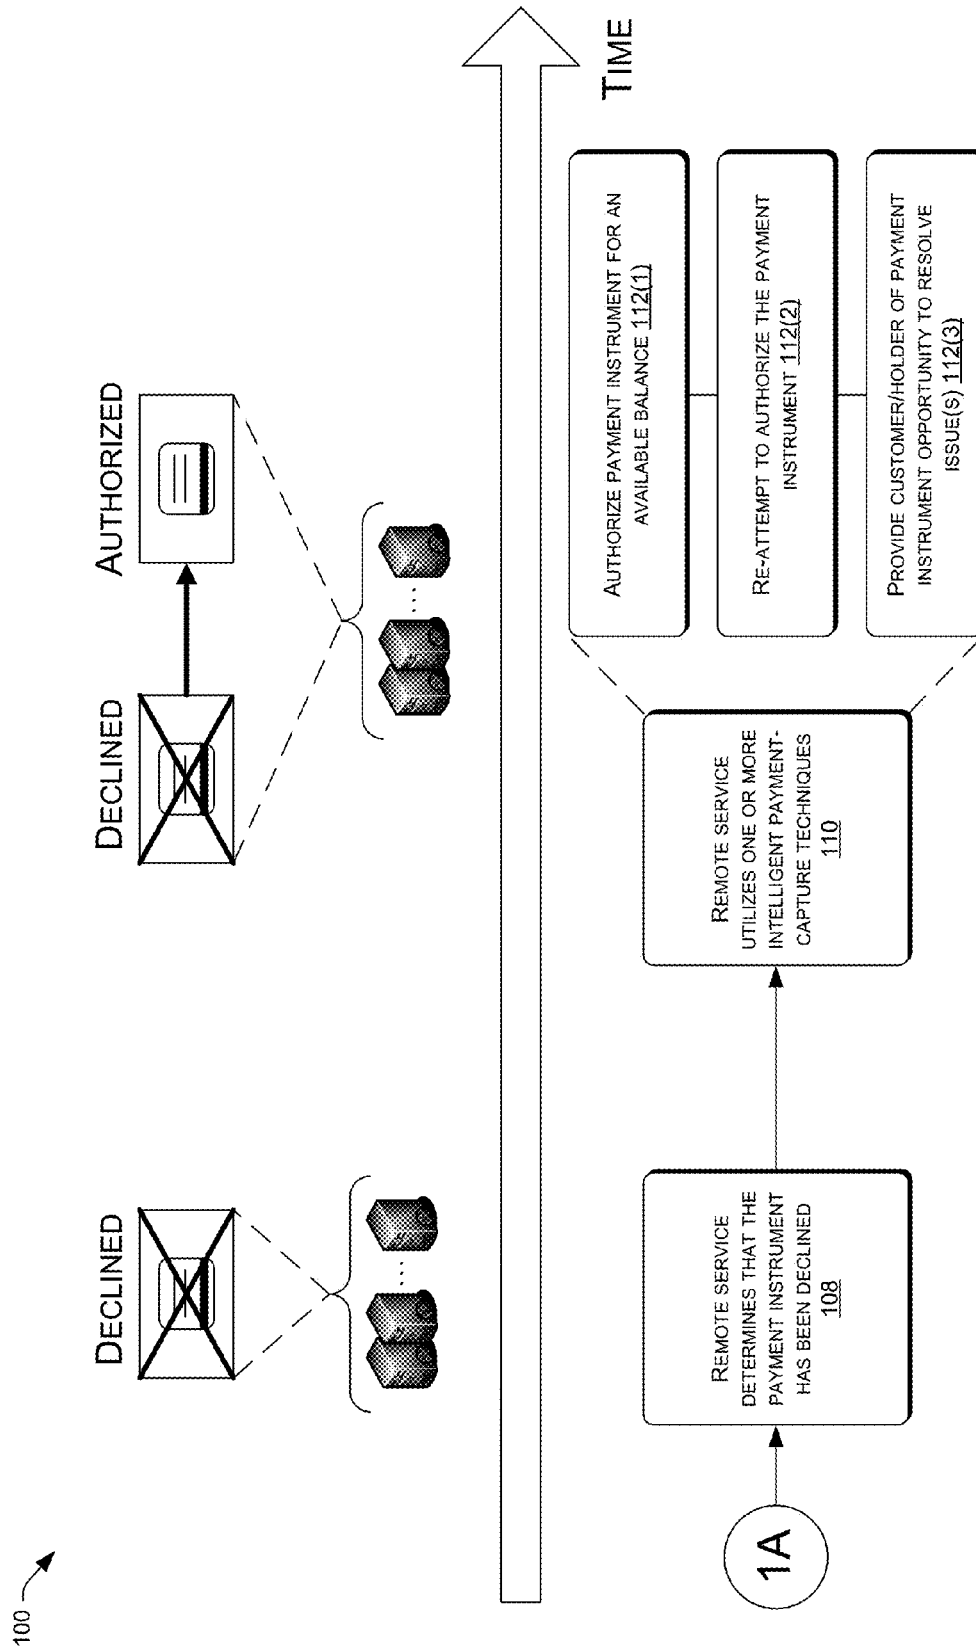 100
DECLINED
DECLINED
AUTHORIZED
TIME
1A
REMOTE SERVICE
DETERMINES THAT THE
PAYMENT INSTRUMENT
HAS BEEN DECLINED
108
REMOTE SERVICE
UTILIZES ONE OR MORE
INTELLIGENT PAYMENT-
CAPTURE TECHNIQUES
110
AUTHORIZE PAYMENT INSTRUMENT FOR AN
AVAILABLE BALANCE 112(1)
RE-ATTEMPT TO AUTHORIZE THE PAYMENT
INSTRUMENT 112(2)
PROVIDE CUSTOMER/HOLDER OF PAYMENT
INSTRUMENT OPPORTUNITY TO RESOLVE
ISSUE(S) 112(3)